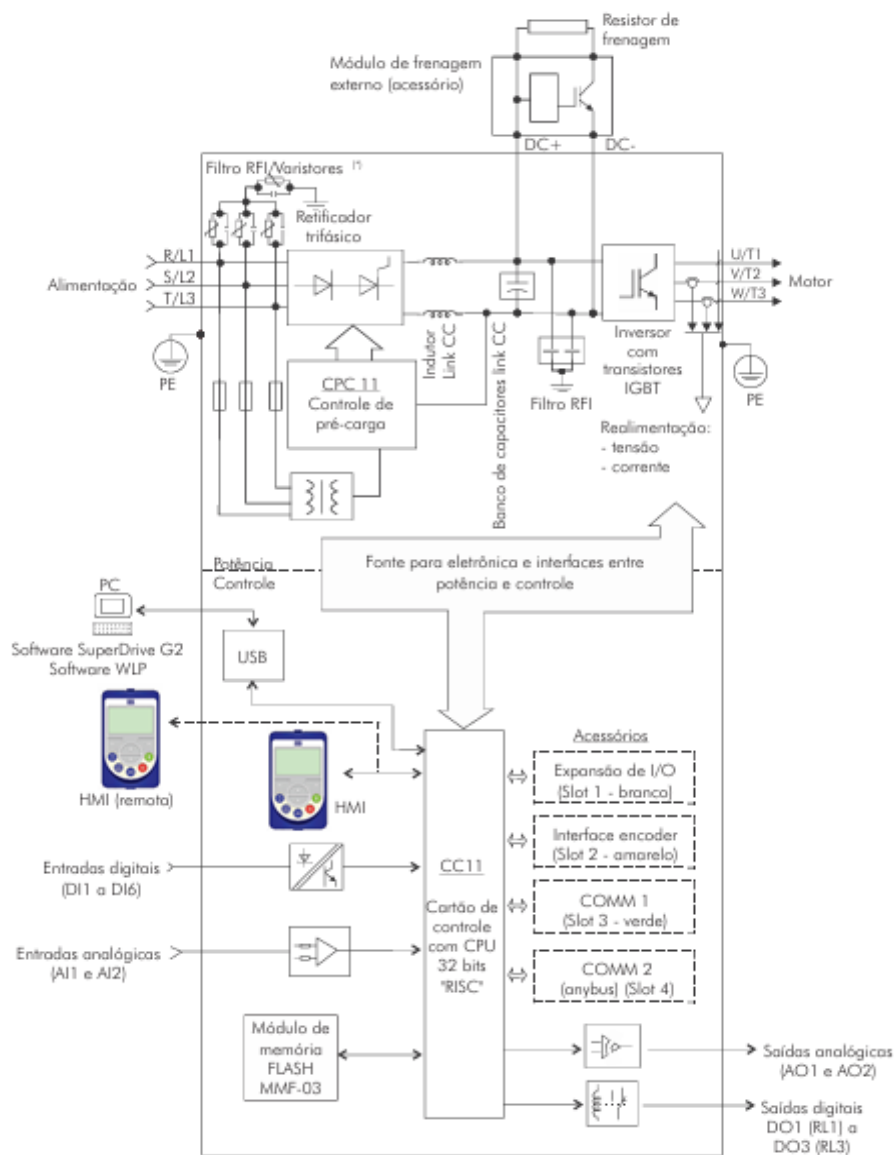 Resistor de
frenagem
Módulo de frenagem
externo (acessório)
DC+
DC-
Filtro RFI/Varistores (*)
Retificador
trifásico
R/L1
S/L2
T/L3
Alimentação
PE
CPC 11
Controle de
pré-carga
Indutor
Link CC
Banco de capacitores link CC
Filtro RFI
Inversor
com
transistores
IGBT
U/T1
V/T2
W/T3
Motor
PE
Realimentação:
- tensão
- corrente
Potência
Controle
Fonte para eletrônica e interfaces entre
potência e controle
PC
Software SuperDrive G2
Software WLP
USB
HMI (remota)
HMI
Entradas digitais
(DI1 a DI6)
Entradas analógicas
(AI1 e AI2)
Módulo de
memória
FLASH
MMF-03
CC11
Cartão de
controle
com CPU
32 bits
"RISC"
Acessórios
Expansão de I/O
(Slot 1 - branco)
Interface encoder
(Slot 2 - amarelo)
COMM 1
(Slot 3 - verde)
COMM 2
(anybus) (Slot 4)
Saídas analógicas
(AO1 e AO2)
Saídas digitais
DO1 (RL1) a
DO3 (RL3)